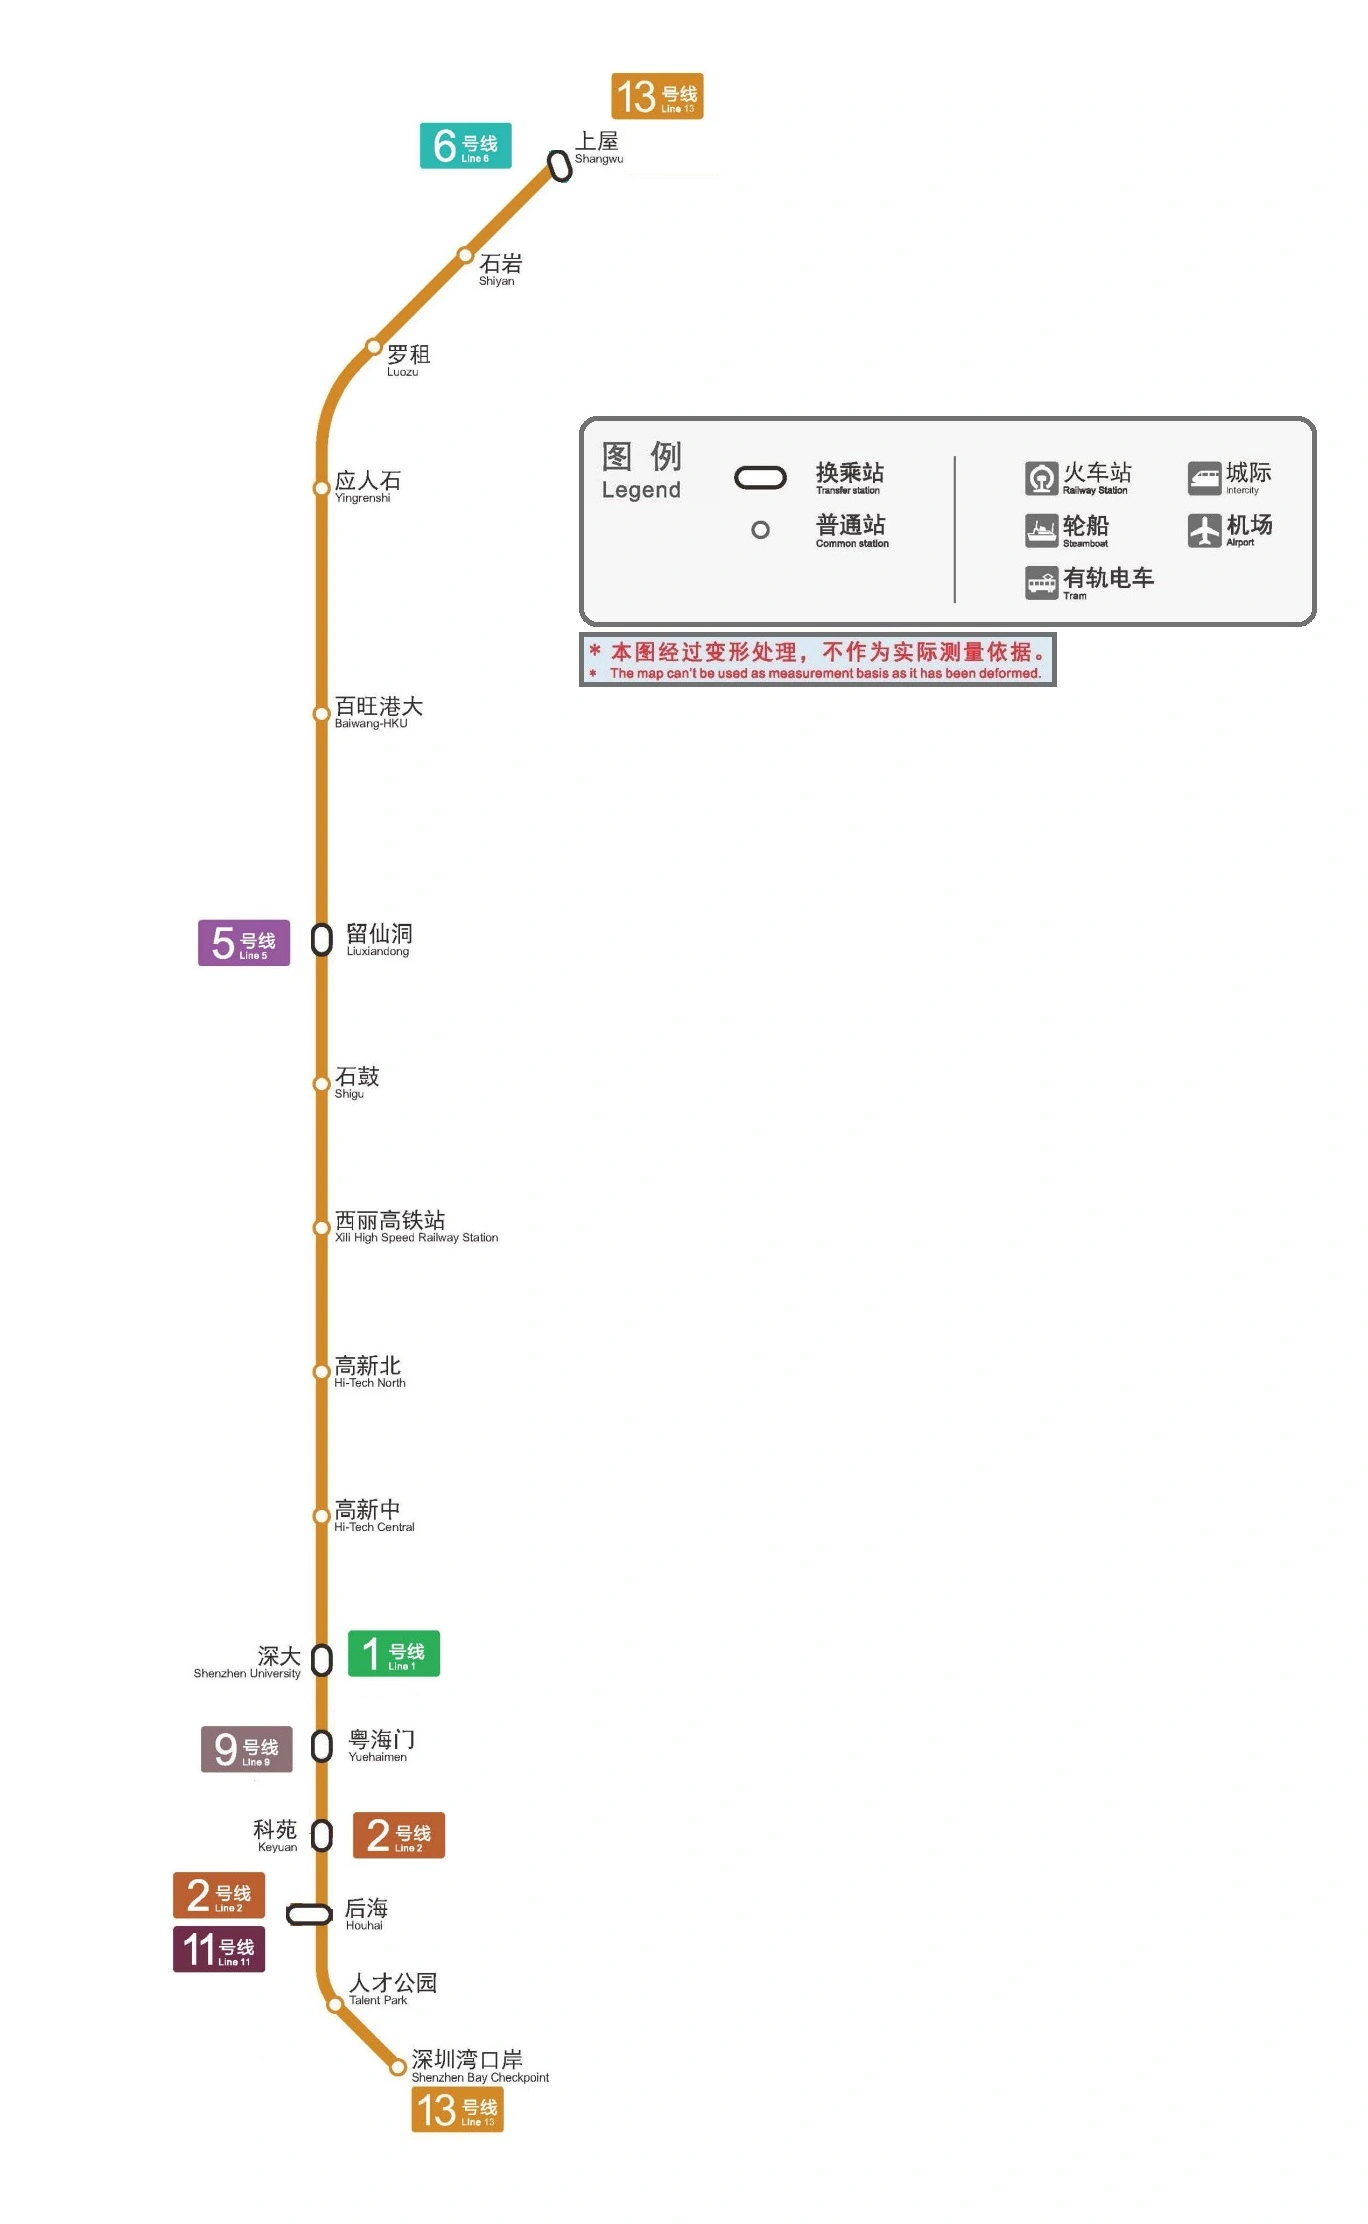 13 号线
Line 13
6 号线
Line 6
上屋
Shangwu
石岩
Shiyan
罗租
Luozu
图 例
Legend
换乘站
Transfer station
普通站
Common station
火车站
Railway Station
城际
Intercity
轮船
Steamboat
机场
Airport
有轨电车
Tram
* 本图经过变形处理，不作为实际测量依据。
* The map can't be used as measurement basis as it has been deformed.
应人石
Yingrenshi
百旺港大
Baiwang-HKU
5 号线
Line 5
留仙洞
Liuxiandong
石鼓
Shigu
西丽高铁站
Xili High Speed Railway Station
高新北
Hi-Tech North
高新中
Hi-Tech Central
深大
Shenzhen University
1 号线
Line 1
9 号线
Line 9
粤海门
Yuehaimen
科苑
Keyuan
2 号线
Line 2
2 号线
Line 2
11 号线
Line 11
后海
Houhai
人才公园
Talent Park
深圳湾口岸
Shenzhen Bay Checkpoint
13 号线
Line 13